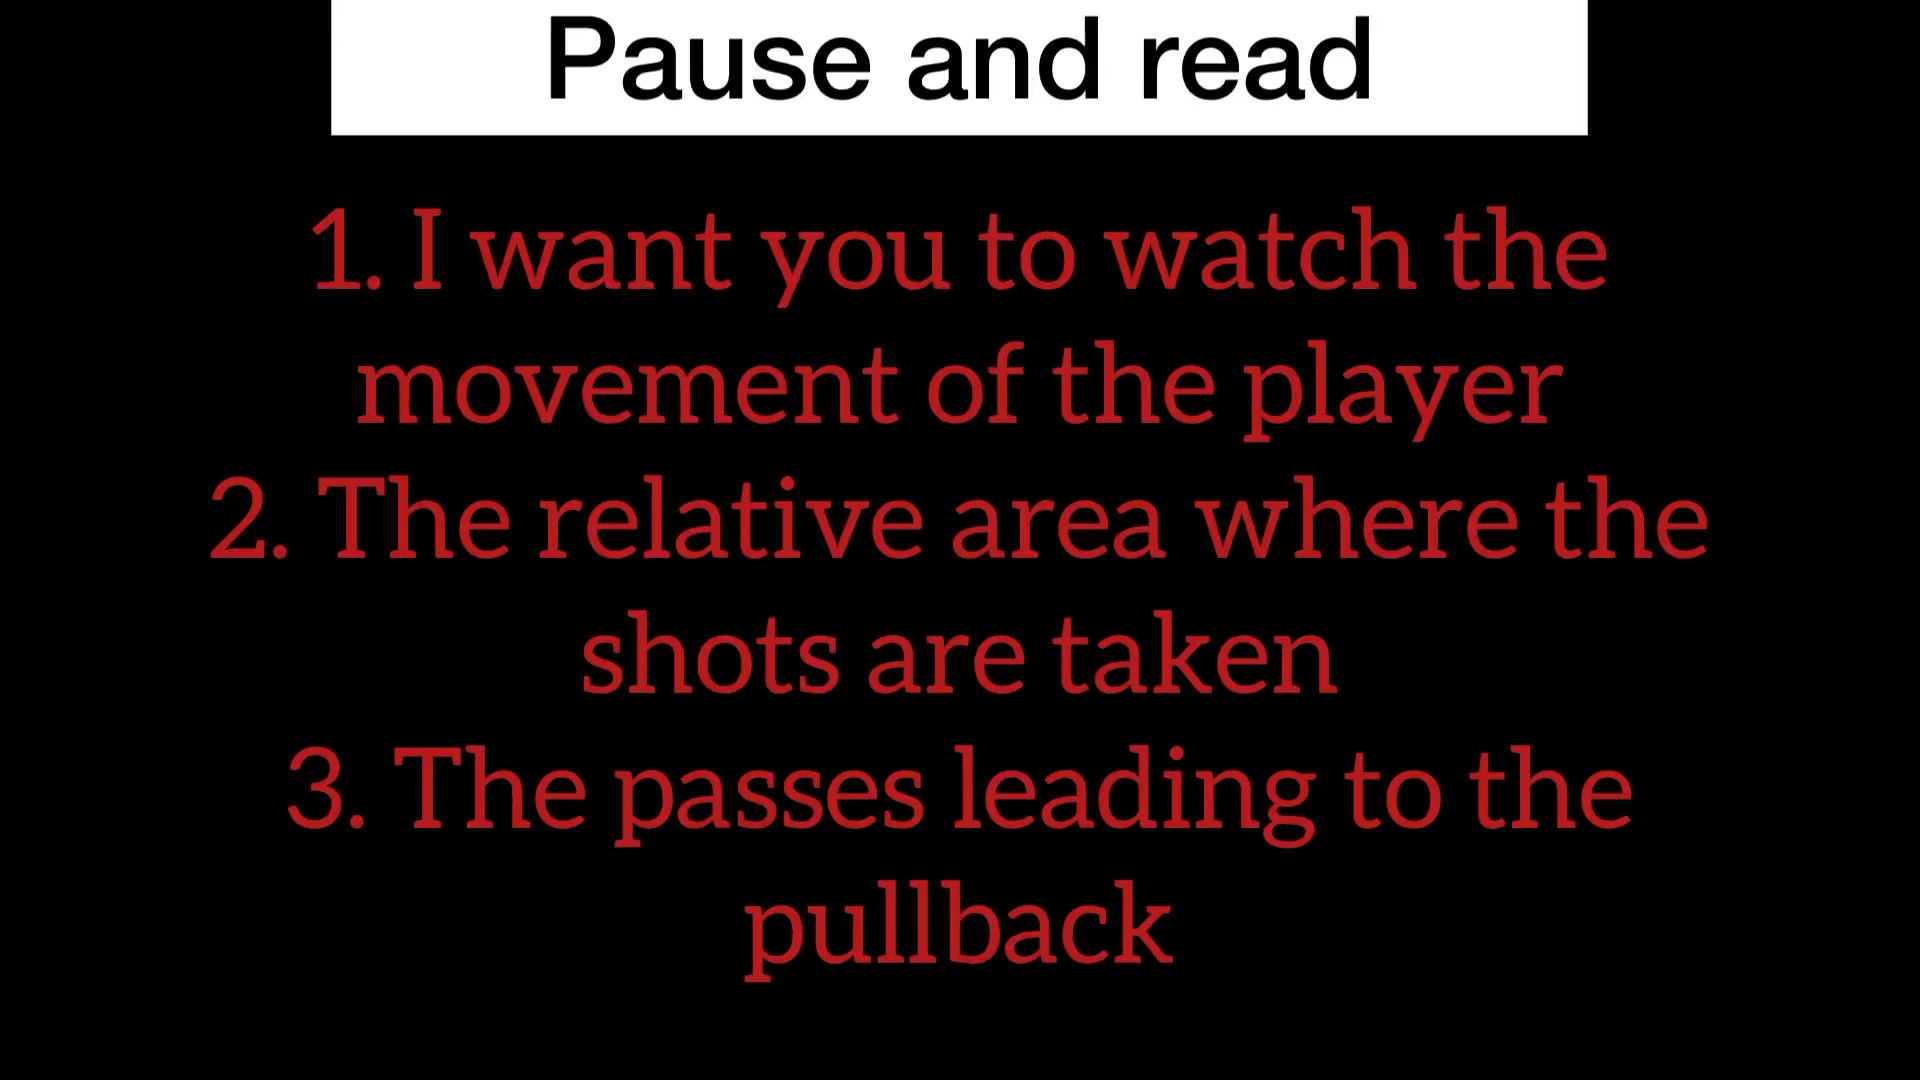 Pause and read
1. I want you to watch the
movement of the player
2. The relative area where the
shots are taken
3. The passes leading to the
pullback